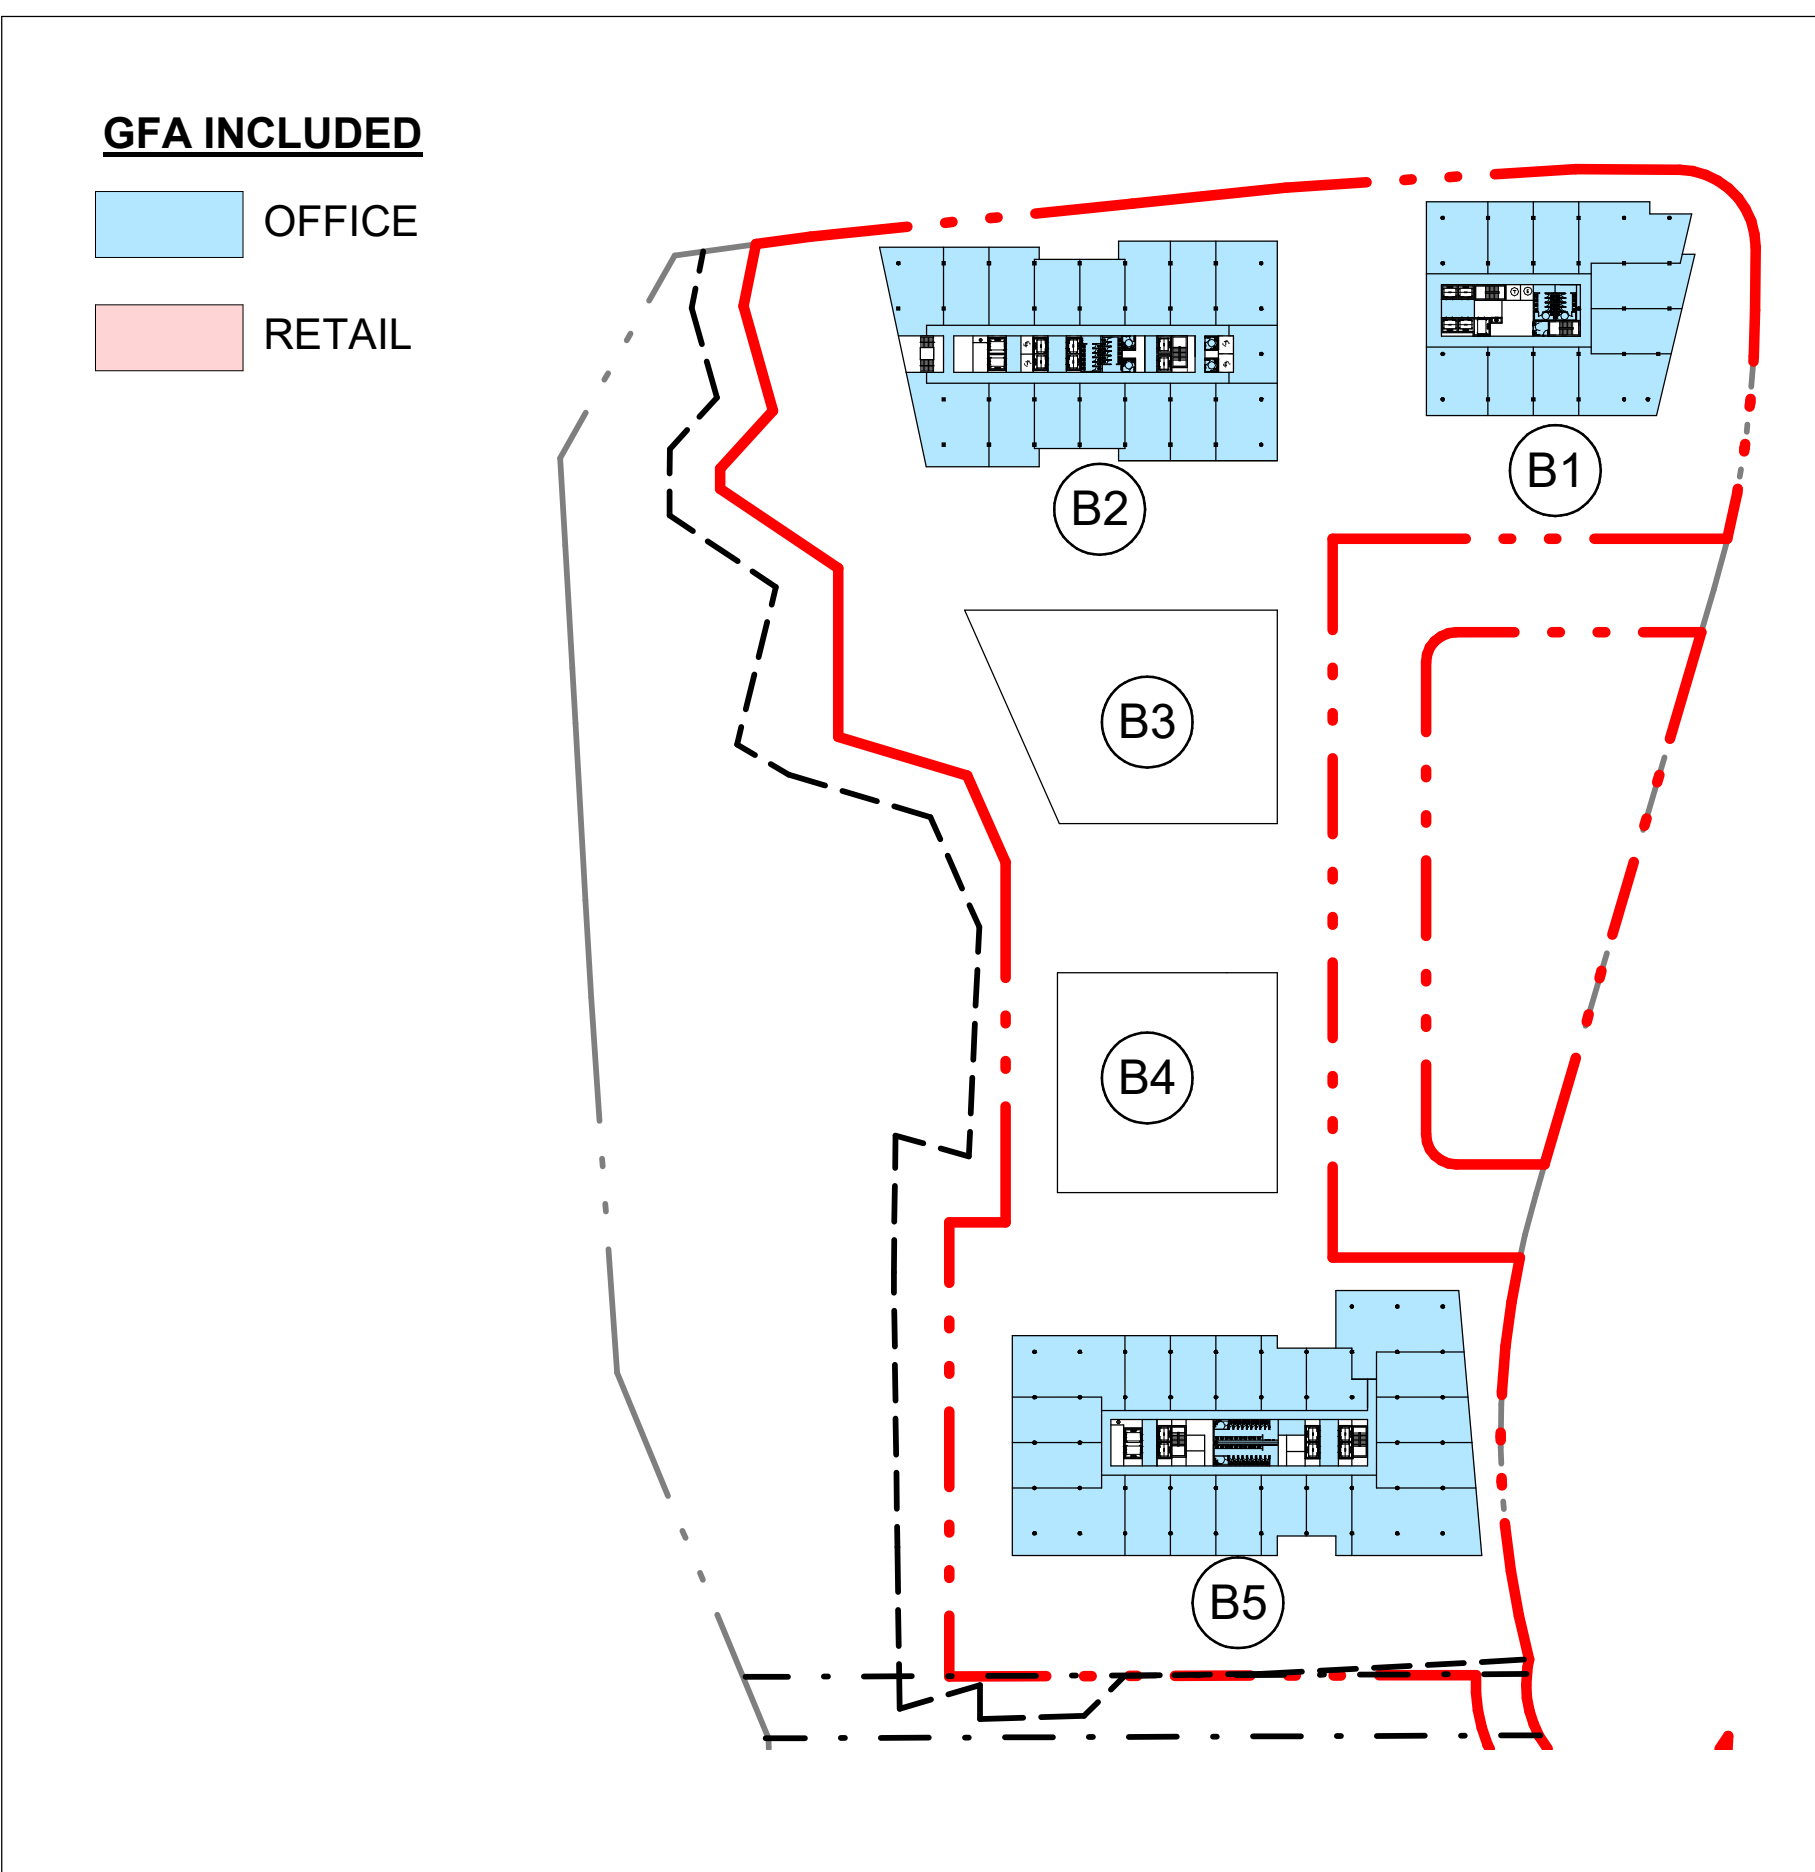 GFA INCLUDED
OFFICE
RETAIL
B1
B2
B3
B4
B5